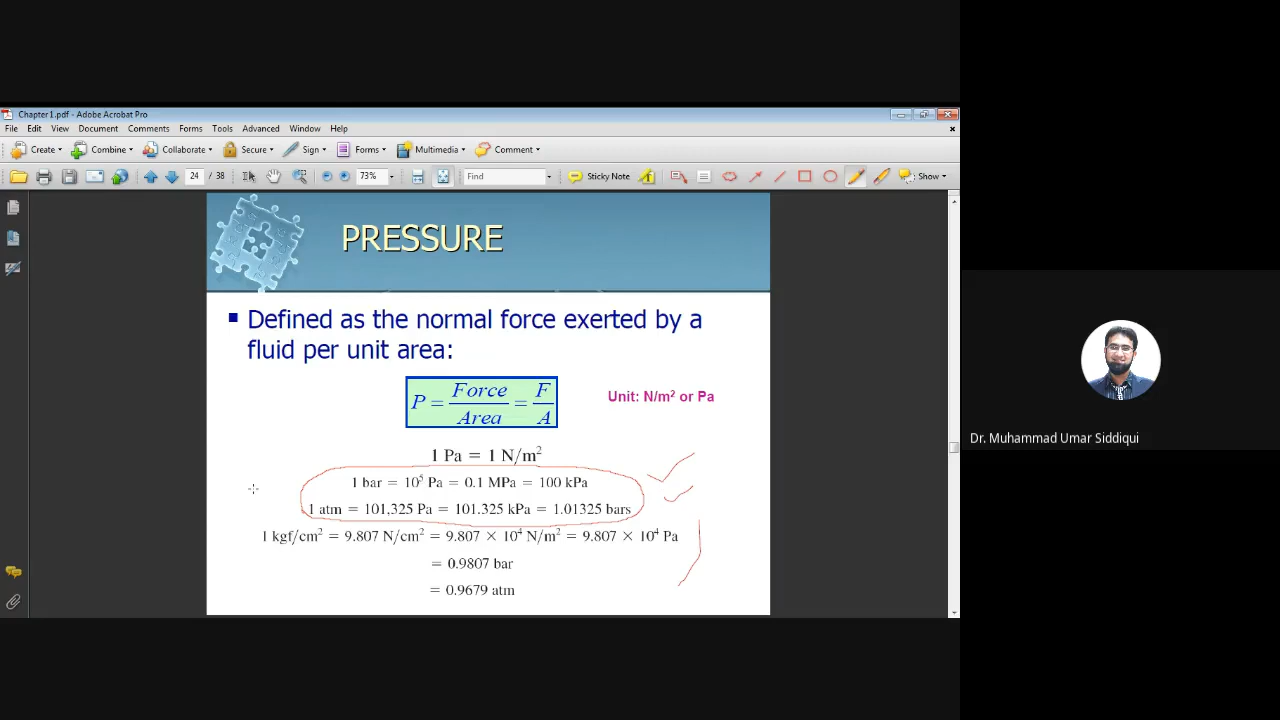 Chapter1.pdf - Adobe Acrobat Pro
File Edit View Document Comments Forms Tools Advanced Window Help
Create Combine Collaborate Secure Sign Forms Multimedia Comment
24 / 38 73% Find Sticky Note Show
PRESSURE
Defined as the normal force exerted by a
fluid per unit area:
P = Force/Area = F/A
Unit: N/m² or Pa
1 Pa = 1 N/m²
1 bar = 10⁵ Pa = 0.1 MPa = 100 kPa
1 atm = 101,325 Pa = 101.325 kPa = 1.01325 bars
1 kgf/cm² = 9.807 N/cm² = 9.807 × 10⁴ N/m² = 9.807 × 10⁴ Pa
= 0.9807 bar
= 0.9679 atm
Dr. Muhammad Umar Siddiqui